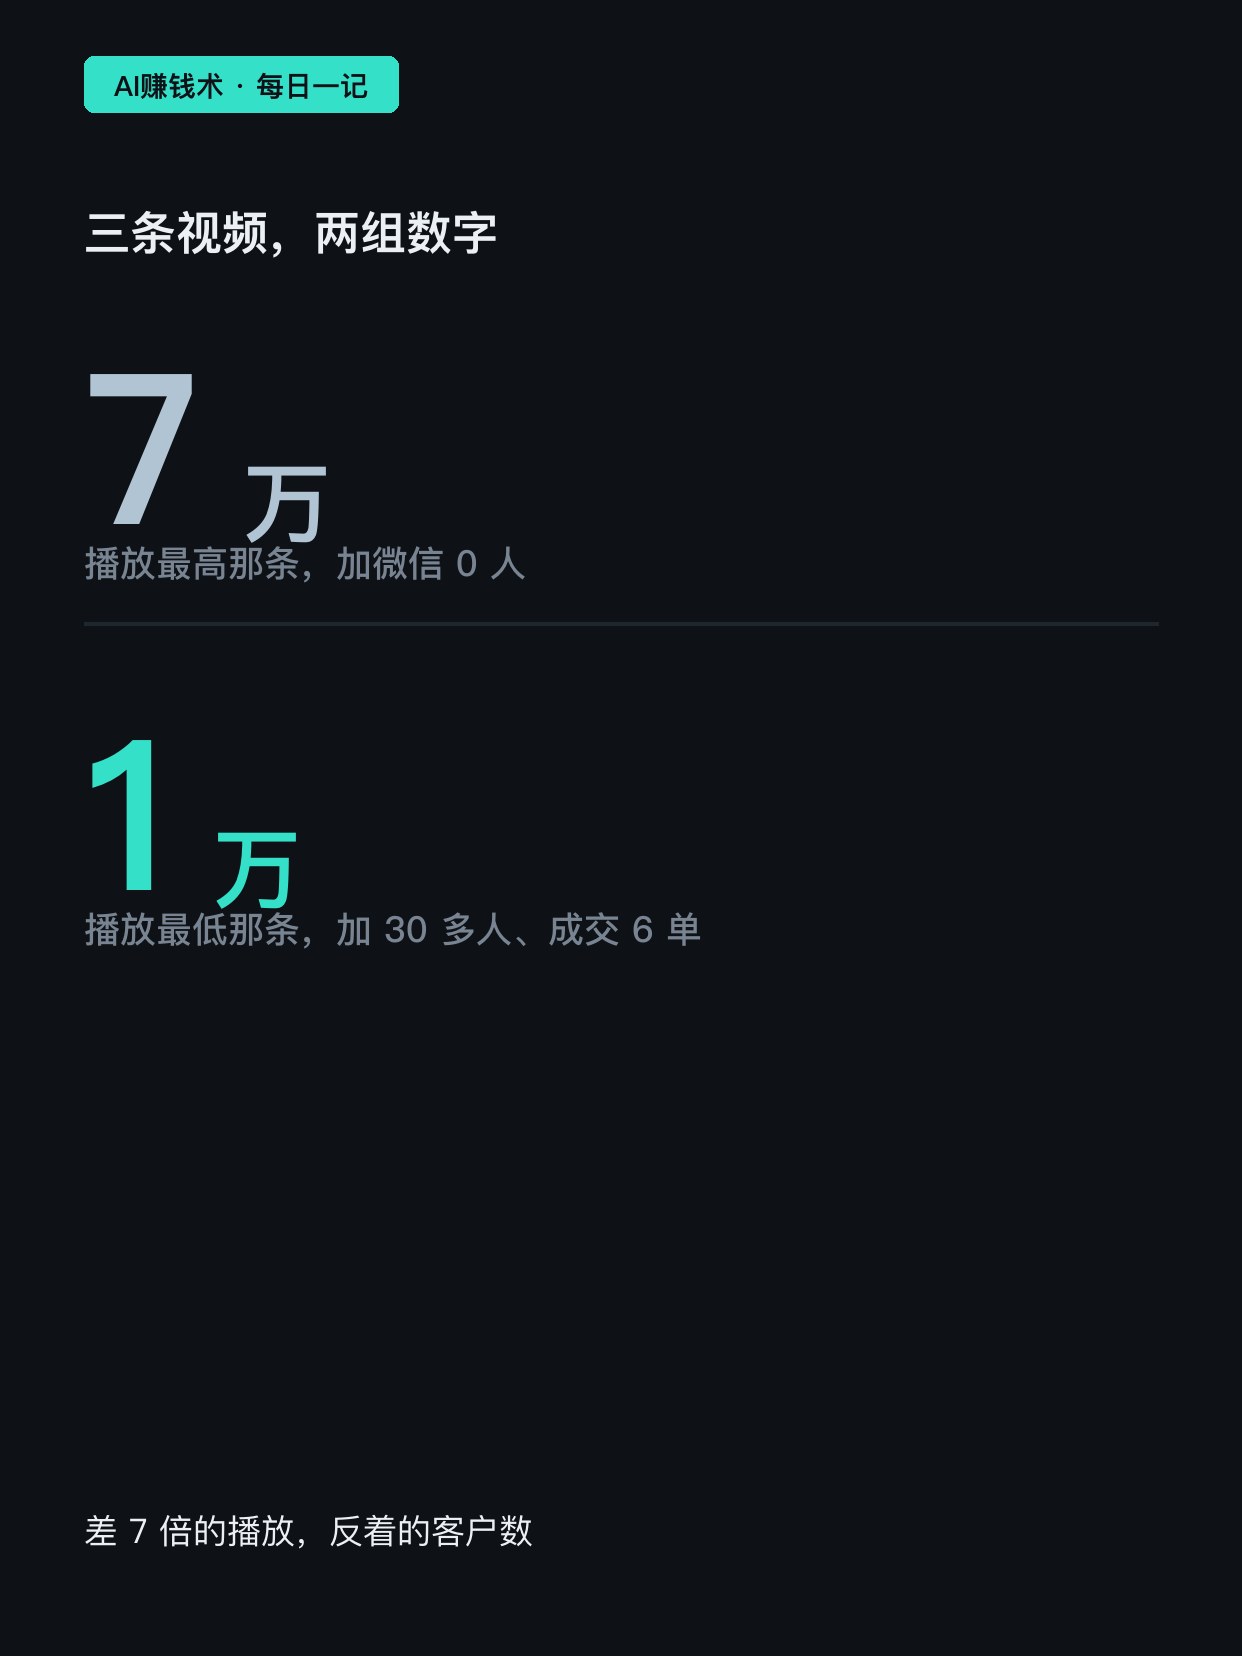 AI赚钱术 · 每日一记
三条视频，两组数字
7 万
播放最高那条，加微信 0 人
1 万
播放最低那条，加 30 多人、成交 6 单
差 7 倍的播放，反着的客户数